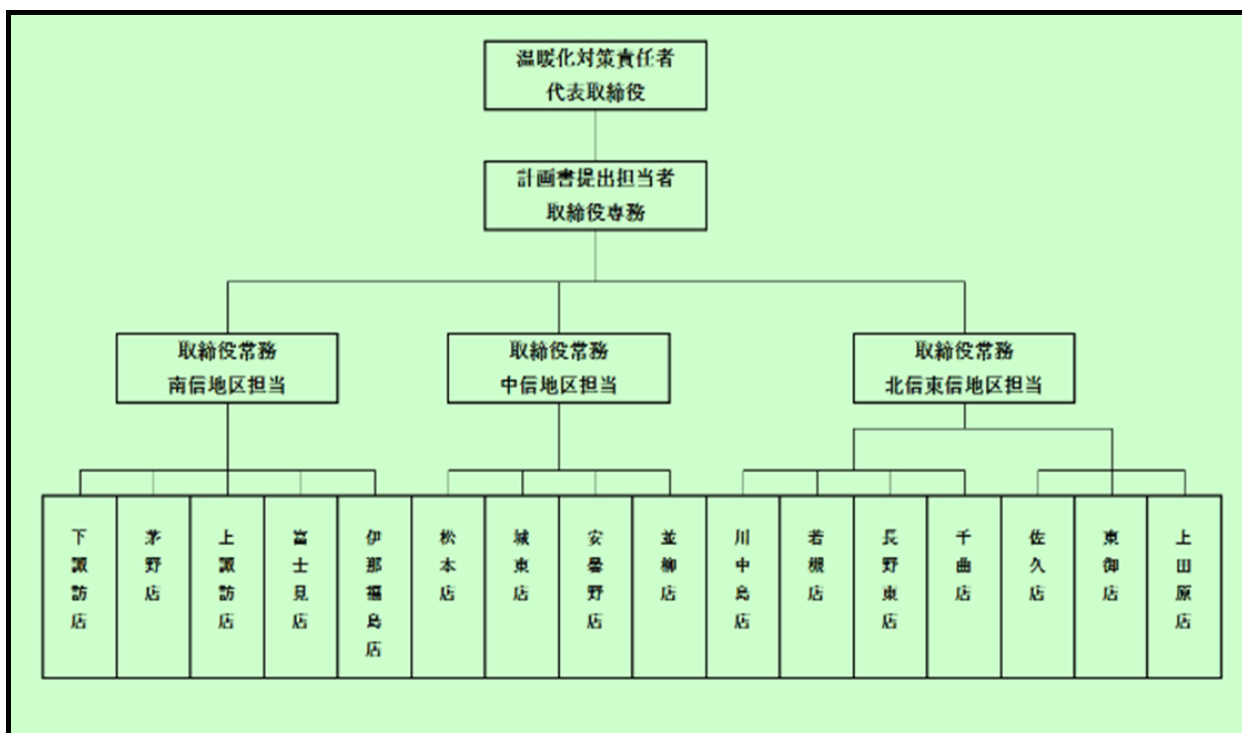 温暖化対策責任者
代表取締役
計画書提出担当者
取締役専務
取締役常務
南信地区担当
取締役常務
中信地区担当
取締役常務
北信東信地区担当
下諏訪店
茅野店
上諏訪店
富士見店
伊那福島店
松本店
城東店
安曇野店
並柳店
川中島店
若槻店
長野東店
千曲店
佐久店
東御店
上田原店